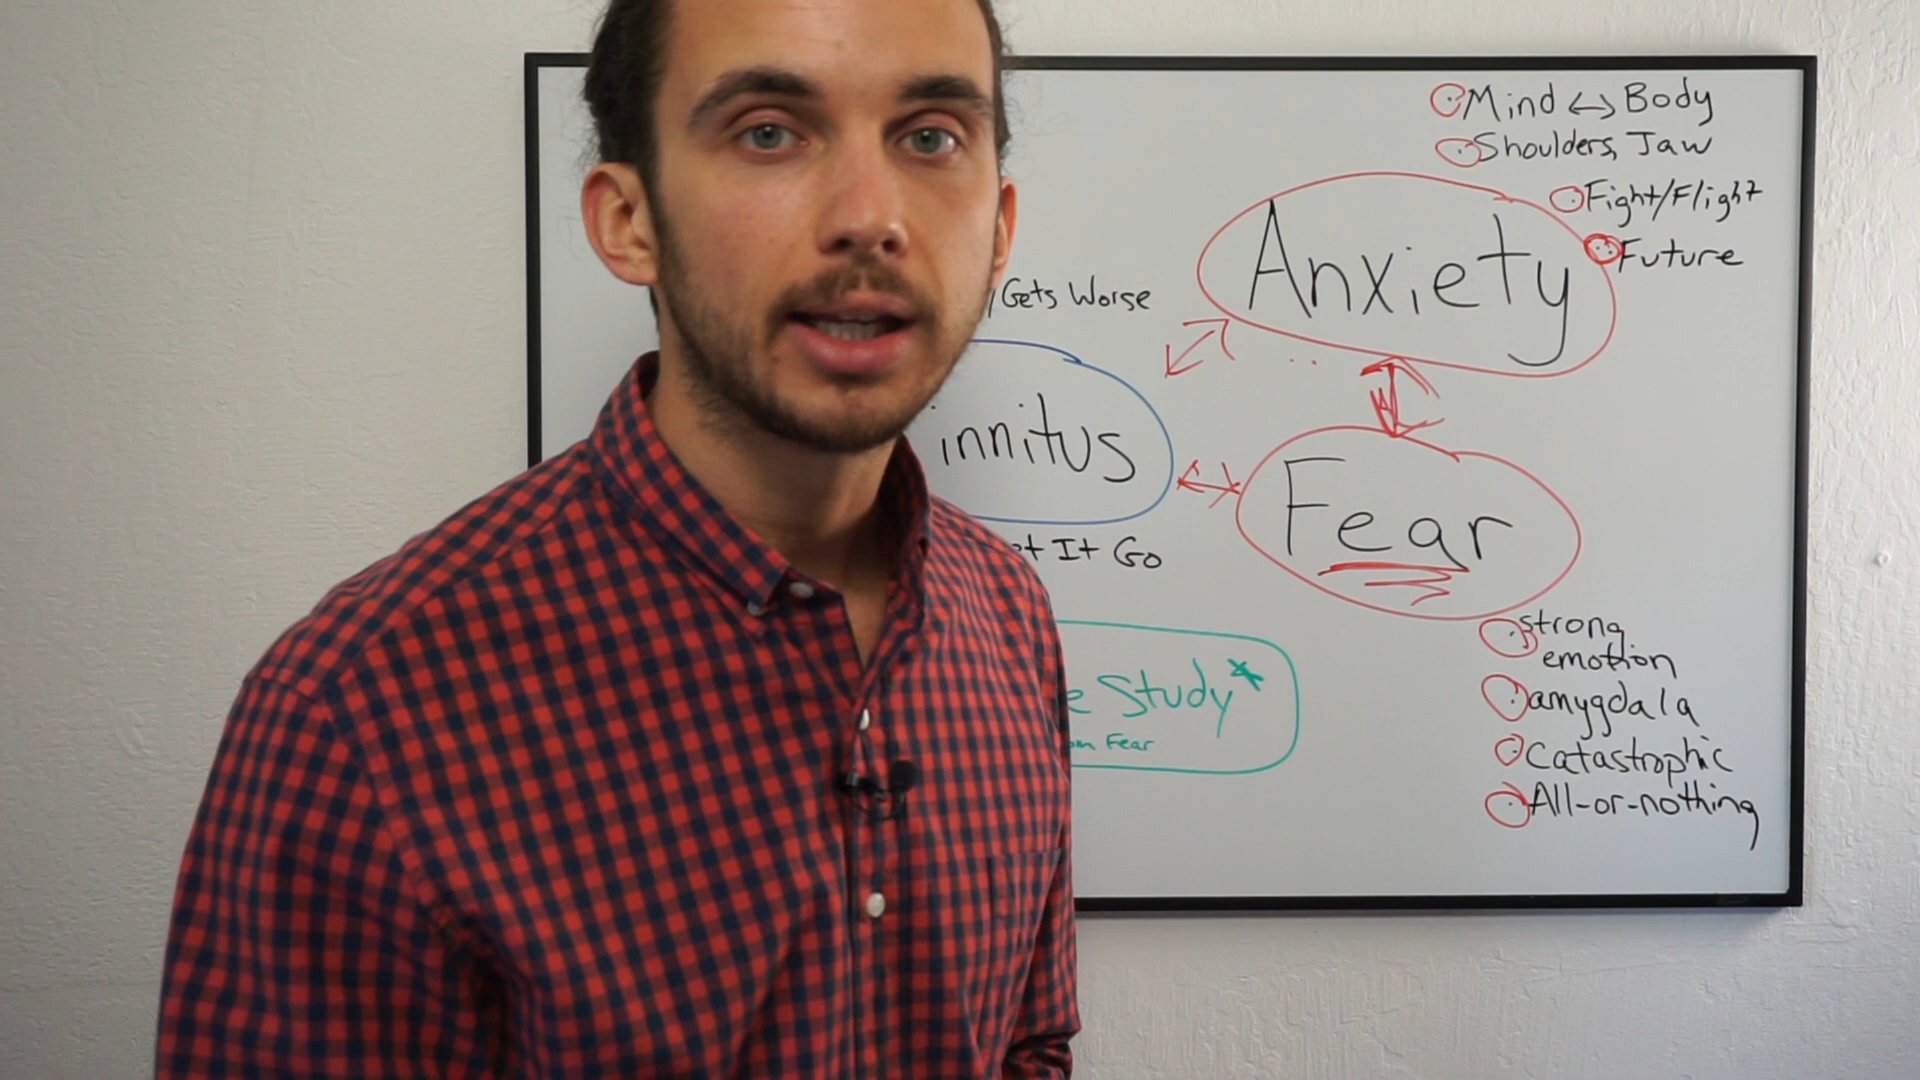 Mind <-> Body
Shoulders, Jaw
Fight/Flight
Anxiety
Future
Gets Worse
innitus
Fear
It Go
strong
emotion
Study*
amygdala
Fear
Catastrophic
All-or-nothing